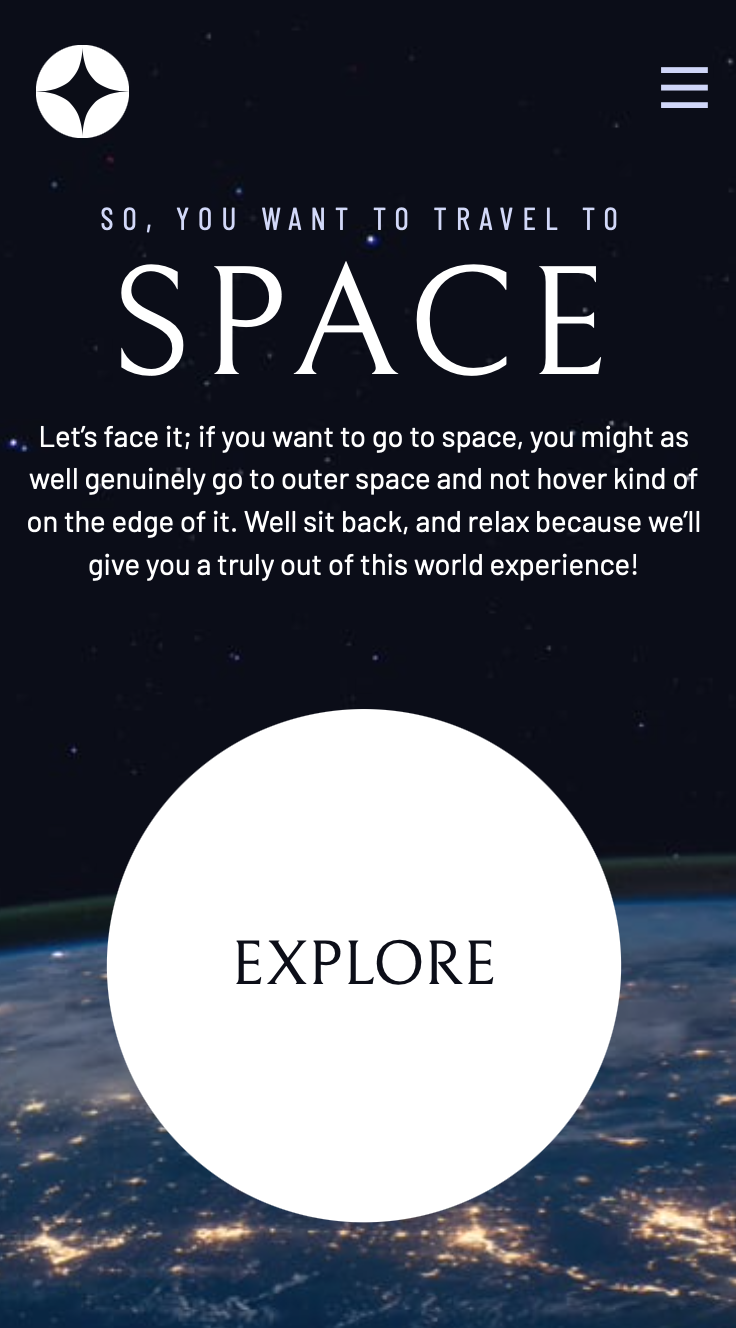 SO, YOU WANT TO TRAVEL TO
SPACE
Let’s face it; if you want to go to space, you might as
well genuinely go to outer space and not hover kind of
on the edge of it. Well sit back, and relax because we’ll
give you a truly out of this world experience!
EXPLORE